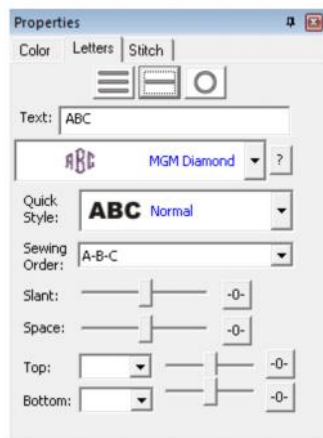 Properties
Color Letters Stitch
Text: ABC
ABC MGM Diamond ?
Quick Style: ABC Normal
Sewing Order: A-B-C
Slant: -0-
Space: -0-
Top: -0-
Bottom: -0-